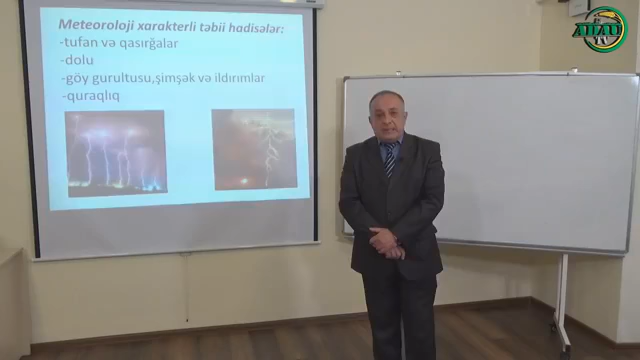 Meteoroloji xarakterli təbii hadisələr:
-tufan və qasırğalar
-dolu
-göy gurultusu,şimşək və ildırımlar
-quraqlıq